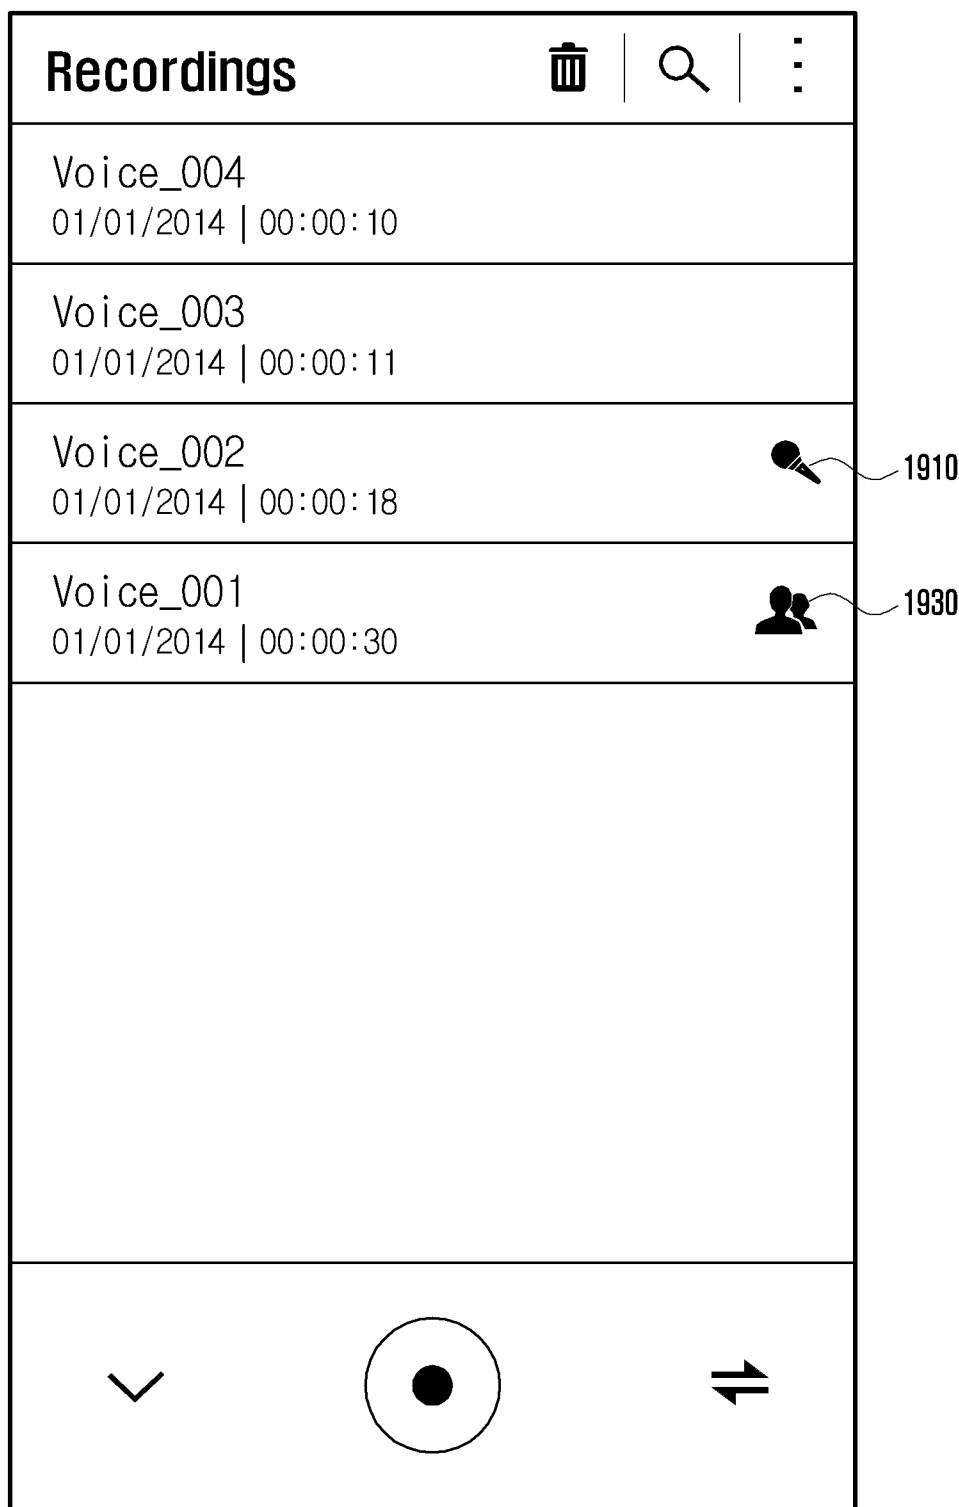 Recordings
Voice_004
01/01/2014 | 00:00:10
Voice_003
01/01/2014 | 00:00:11
Voice_002
01/01/2014 | 00:00:18
1910
Voice_001
01/01/2014 | 00:00:30
1930